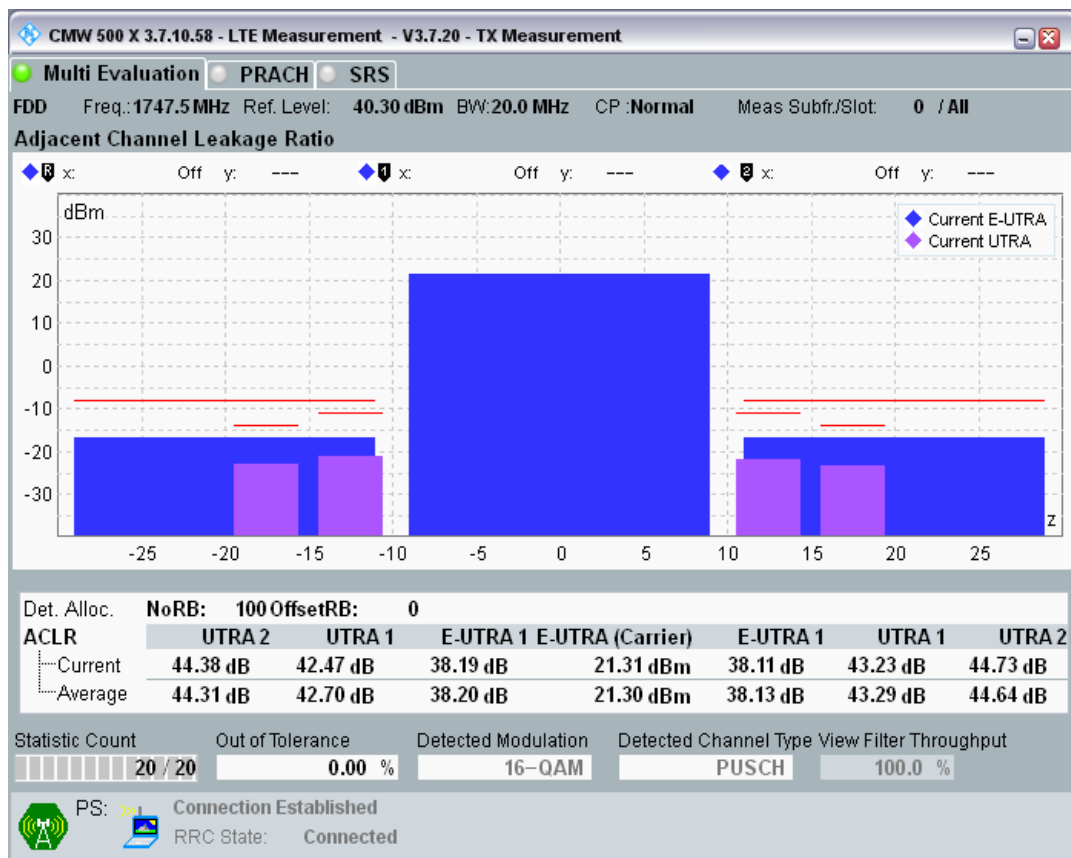 CMW 500 X 3.7.10.58 - LTE Measurement - V3.7.20 - TX Measurement
Multi Evaluation PRACH SRS
FDD Freq.:1747.5 MHz Ref. Level: 40.30 dBm BW:20.0 MHz CP :Normal Meas Subfr./Slot: 0 / All
Adjacent Channel Leakage Ratio
R x: Off y: --- 1 x: Off y: --- 2 x: Off y: ---
dBm
Current E-UTRA
Current UTRA
30
20
10
0
-10
-20
-30
z
-25 -20 -15 -10 -5 0 5 10 15 20 25
Det. Alloc. NoRB: 100 OffsetRB: 0
ACLR UTRA 2 UTRA 1 E-UTRA 1 E-UTRA (Carrier) E-UTRA 1 UTRA 1 UTRA 2
Current 44.38 dB 42.47 dB 38.19 dB 21.31 dBm 38.11 dB 43.23 dB 44.73 dB
Average 44.31 dB 42.70 dB 38.20 dB 21.30 dBm 38.13 dB 43.29 dB 44.64 dB
Statistic Count Out of Tolerance Detected Modulation Detected Channel Type View Filter Throughput
20 / 20 0.00 % 16-QAM PUSCH 100.0 %
PS: Connection Established
RRC State: Connected